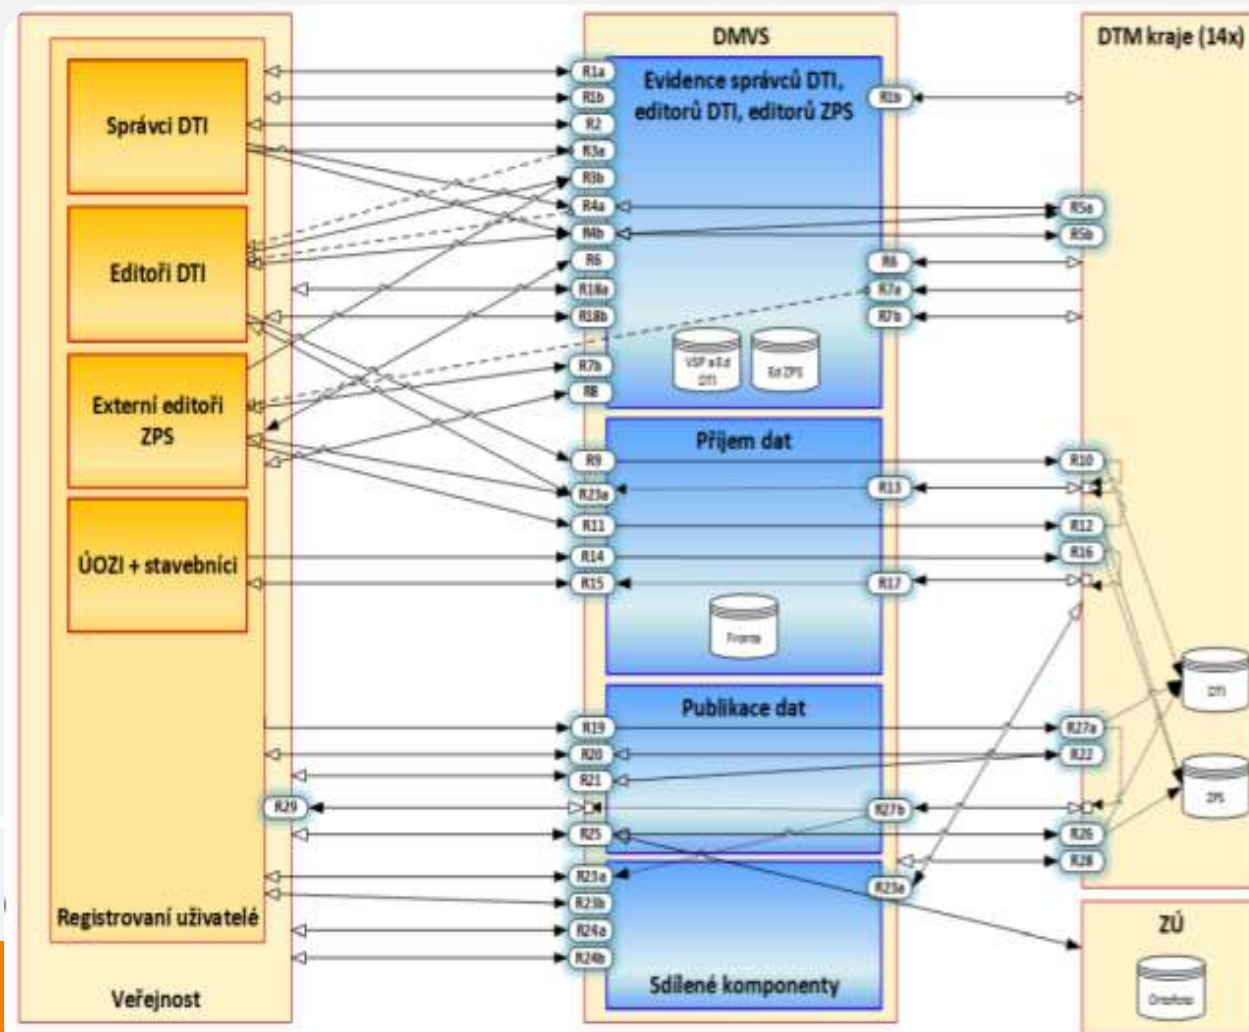 DMVS
DTM kraje (14x)
Správci DTI
Editoři DTI
Externí editoři
ZPS
ÚOZI + stavebníci
Registrovaní uživatelé
Veřejnost
R29
R1a
R1b
R2
R3a
R3b
R4a
R4b
R6
R18a
R18b
R7b
R8
R9
R23a
R11
R14
R15
R19
R20
R21
R25
R23a
R23b
R24a
R24b
Evidence správců DTI,
editorů DTI, editorů ZPS
Ed ZPS
DTI
Příjem dat
Fronta
Publikace dat
Sdílené komponenty
R1b
R6
R7a
R7b
R13
R17
R27b
R23a
R5a
R5b
R10
R12
R16
R27a
R22
R26
R28
DTI
ZPS
ZÚ
Ortofoto